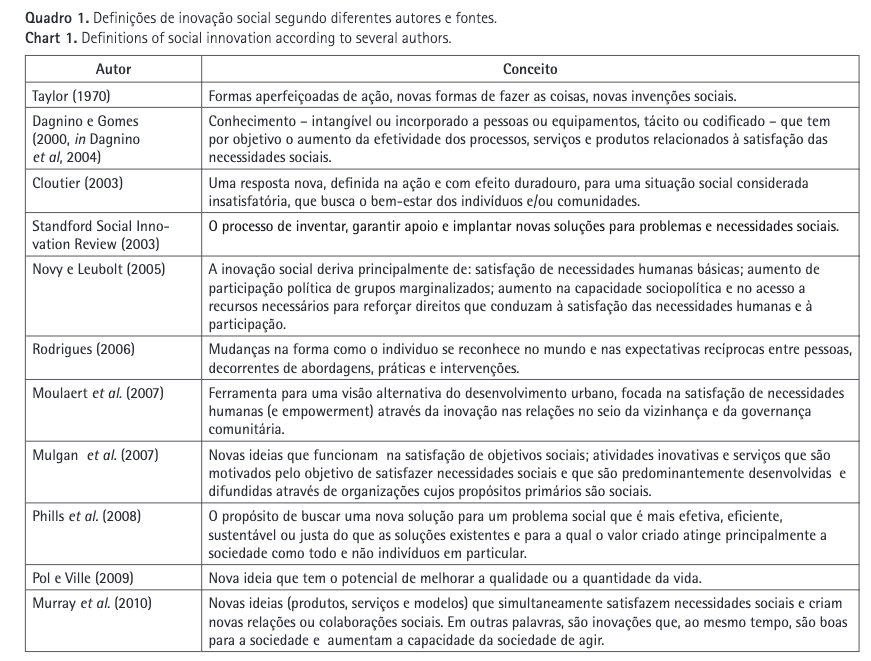 Quadro 1. Definições de inovação social segundo diferentes autores e fontes.
Chart 1. Definitions of social innovation according to several authors.
Autor
Conceito
Taylor (1970)
Formas aperfeiçoadas de ação, novas formas de fazer as coisas, novas invenções sociais.
Dagnino e Gomes
(2000, in Dagnino
et al, 2004)
Conhecimento – intangível ou incorporado a pessoas ou equipamentos, tácito ou codificado – que tem
por objetivo o aumento da efetividade dos processos, serviços e produtos relacionados à satisfação das
necessidades sociais.
Cloutier (2003)
Uma resposta nova, definida na ação e com efeito duradouro, para uma situação social considerada
insatisfatória, que busca o bem-estar dos indivíduos e/ou comunidades.
Standford Social Inno-
vation Review (2003)
O processo de inventar, garantir apoio e implantar novas soluções para problemas e necessidades sociais.
Novy e Leubolt (2005)
A inovação social deriva principalmente de: satisfação de necessidades humanas básicas; aumento de
participação política de grupos marginalizados; aumento na capacidade sociopolítica e no acesso a
recursos necessários para reforçar direitos que conduzam à satisfação das necessidades humanas e à
participação.
Rodrigues (2006)
Mudanças na forma como o individuo se reconhece no mundo e nas expectativas recíprocas entre pessoas,
decorrentes de abordagens, práticas e intervenções.
Moulaert et al. (2007)
Ferramenta para uma visão alternativa do desenvolvimento urbano, focada na satisfação de necessidades
humanas (e empowerment) através da inovação nas relações no seio da vizinhança e da governança
comunitária.
Mulgan et al. (2007)
Novas ideias que funcionam na satisfação de objetivos sociais; atividades inovativas e serviços que são
motivados pelo objetivo de satisfazer necessidades sociais e que são predominantemente desenvolvidas e
difundidas através de organizações cujos propósitos primários são sociais.
Phills et al. (2008)
O propósito de buscar uma nova solução para um problema social que é mais efetiva, eficiente,
sustentável ou justa do que as soluções existentes e para a qual o valor criado atinge principalmente a
sociedade como todo e não indivíduos em particular.
Pol e Ville (2009)
Nova ideia que tem o potencial de melhorar a qualidade ou a quantidade da vida.
Murray et al. (2010)
Novas ideias (produtos, serviços e modelos) que simultaneamente satisfazem necessidades sociais e criam
novas relações ou colaborações sociais. Em outras palavras, são inovações que, ao mesmo tempo, são boas
para a sociedade e aumentam a capacidade da sociedade de agir.